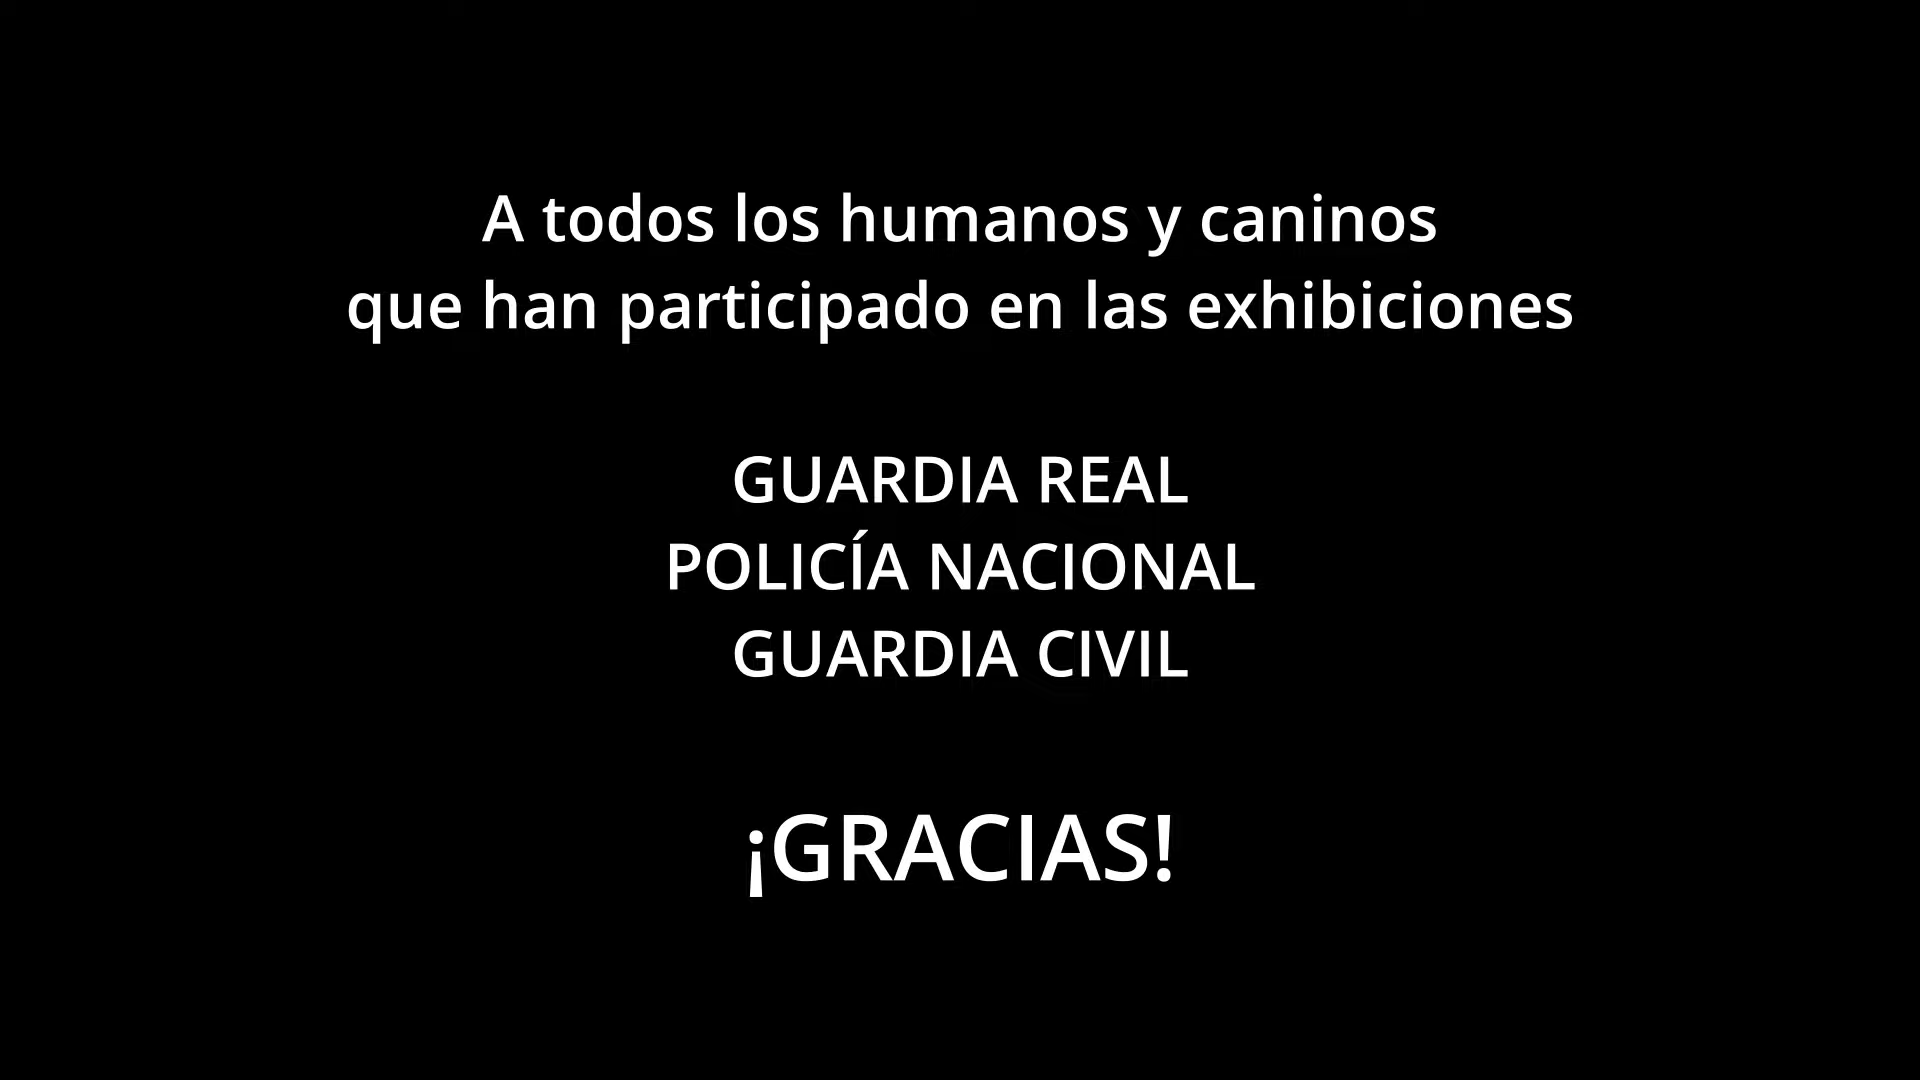 A todos los humanos y caninos
que han participado en las exhibiciones
GUARDIA REAL
POLICÍA NACIONAL
GUARDIA CIVIL
¡GRACIAS!